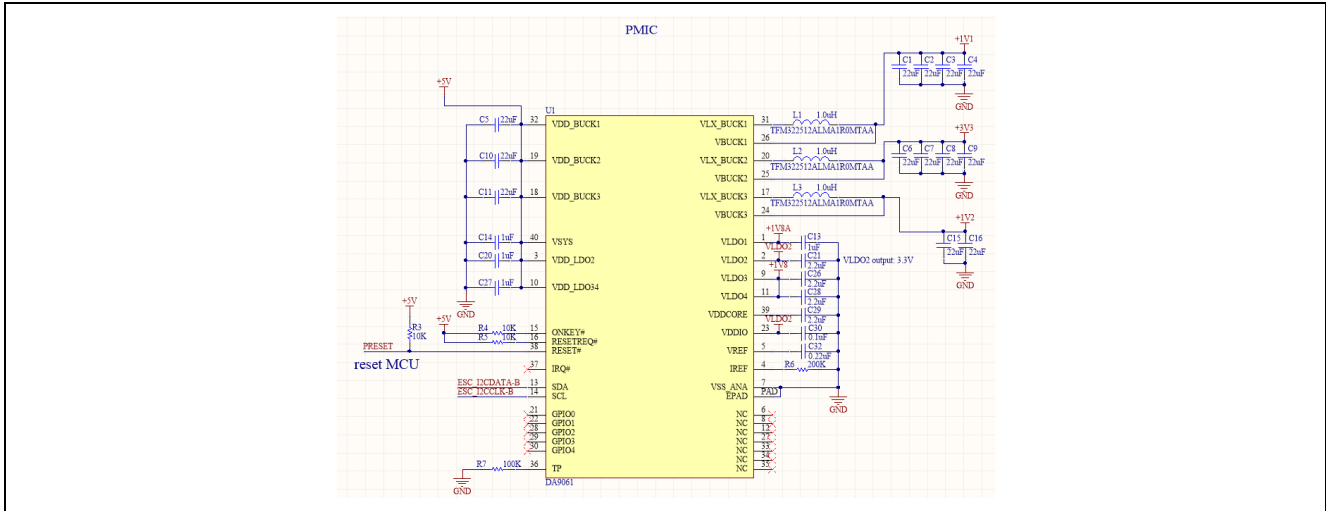 PMIC
+1V1
C1 C2 C3 C4
22uF 22uF 22uF 22uF
GND
+5V
U1
C5 22uF 32 VDD_BUCK1
C10 22uF 19 VDD_BUCK2
C11 22uF 18 VDD_BUCK3
C14 1uF 40 VSYS
C20 1uF 3 VDD_LDO2
C27 1uF 10 VDD_LDO34
GND
+5V
R3
10K
+5V
R4 10K 15 ONKEY#
R5 10K 16 RESETREQ#
PRESET 38 RESET#
reset MCU
37 IRQ#
ESC_I2CDATA-B 13 SDA
ESC_I2CCLK-B 14 SCL
21 GPIO0
22 GPIO1
28 GPIO2
29 GPIO3
30 GPIO4
R7 100K 36 TP
GND
DA9061
VLX_BUCK1 31 L1 1.0uH
TFM322512ALMA1R0MTAA
VBUCK1 26
VLX_BUCK2 20 L2 1.0uH
TFM322512ALMA1R0MTAA
VBUCK2 25
VLX_BUCK3 17 L3 1.0uH
TFM322512ALMA1R0MTAA
VBUCK3 24
+3V3
C6 C7 C8 C9
22uF 22uF 22uF 22uF
GND
+1V2
C15 C16
22uF 22uF
GND
+1V8A
VLDO1 1 C13
1uF
VLDO2
VLDO2 2 C21
2.2uF
VLDO2 output: 3.3V
+1V8
VLDO3 9 C26
2.2uF
VLDO4 11 C28
2.2uF
VDDCORE 39 C29
2.2uF
VLDO2
VDDIO 23 C30
0.1uF
VREF 5 C32
0.22uF
IREF 4 R6 200K
VSS_ANA 7
EPAD PAD
GND
NC 6
NC 8
NC 12
NC 27
NC 33
NC 34
NC 35